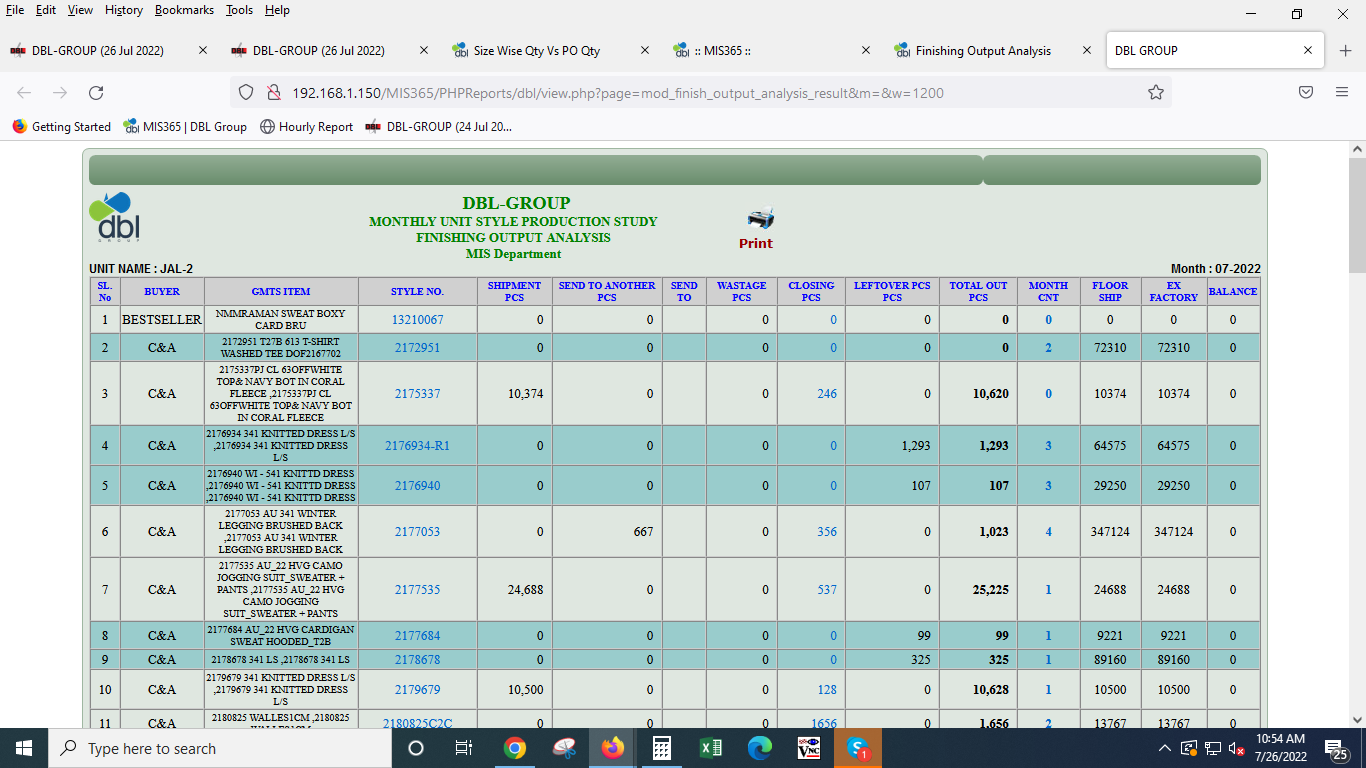 File Edit View History Bookmarks Tools Help
DBL-GROUP (26 Jul 2022) DBL-GROUP (26 Jul 2022) Size Wise Qty Vs PO Qty :: MIS365 :: Finishing Output Analysis DBL GROUP
192.168.1.150/MIS365/PHPReports/dbl/view.php?page=mod_finish_output_analysis_result&m=&w=1200
Getting Started MIS365 | DBL Group Hourly Report DBL-GROUP (24 Jul 20...
dbl
GROUP
DBL-GROUP
MONTHLY UNIT STYLE PRODUCTION STUDY
FINISHING OUTPUT ANALYSIS
MIS Department
Print
UNIT NAME : JAL-2 Month : 07-2022
SL. No BUYER GMTS ITEM STYLE NO. SHIPMENT PCS SEND TO ANOTHER PCS SEND TO WASTAGE PCS CLOSING PCS LEFTOVER PCS PCS TOTAL OUT PCS MONTH CNT FLOOR SHIP EX FACTORY BALANCE
1 BESTSELLER NMMRAMAN SWEAT BOXY CARD BRU 13210067 0 0 0 0 0 0 0 0 0 0
2 C&A 2172951 T27B 613 T-SHIRT WASHED TEE DOF2167702 2172951 0 0 0 0 0 0 2 72310 72310 0
3 C&A 2175337PJ CL 63OFFWHITE TOP& NAVY BOT IN CORAL FLEECE ,2175337PJ CL 63OFFWHITE TOP& NAVY BOT IN CORAL FLEECE 2175337 10,374 0 0 246 0 10,620 0 10374 10374 0
4 C&A 2176934 341 KNITTED DRESS L/S ,2176934 341 KNITTED DRESS L/S 2176934-R1 0 0 0 0 1,293 1,293 3 64575 64575 0
5 C&A 2176940 WI - 541 KNITTD DRESS ,2176940 WI - 541 KNITTD DRESS ,2176940 WI - 541 KNITTD DRESS 2176940 0 0 0 0 107 107 3 29250 29250 0
6 C&A 2177053 AU 341 WINTER LEGGING BRUSHED BACK ,2177053 AU 341 WINTER LEGGING BRUSHED BACK 2177053 0 667 0 356 0 1,023 4 347124 347124 0
7 C&A 2177535 AU_22 HVG CAMO JOGGING SUIT_SWEATER + PANTS ,2177535 AU_22 HVG CAMO JOGGING SUIT_SWEATER + PANTS 2177535 24,688 0 0 537 0 25,225 1 24688 24688 0
8 C&A 2177684 AU_22 HVG CARDIGAN SWEAT HOODED_T2B 2177684 0 0 0 0 99 99 1 9221 9221 0
9 C&A 2178678 341 LS ,2178678 341 LS 2178678 0 0 0 0 325 325 1 89160 89160 0
10 C&A 2179679 341 KNITTED DRESS L/S ,2179679 341 KNITTED DRESS L/S 2179679 10,500 0 0 128 0 10,628 1 10500 10500 0
11 C&A 2180825 WALLES1CM ,2180825 2180825C2C 0 0 0 1656 0 1,656 2 13767 13767 0
Type here to search VNC 1 10:54 AM
7/26/2022 25